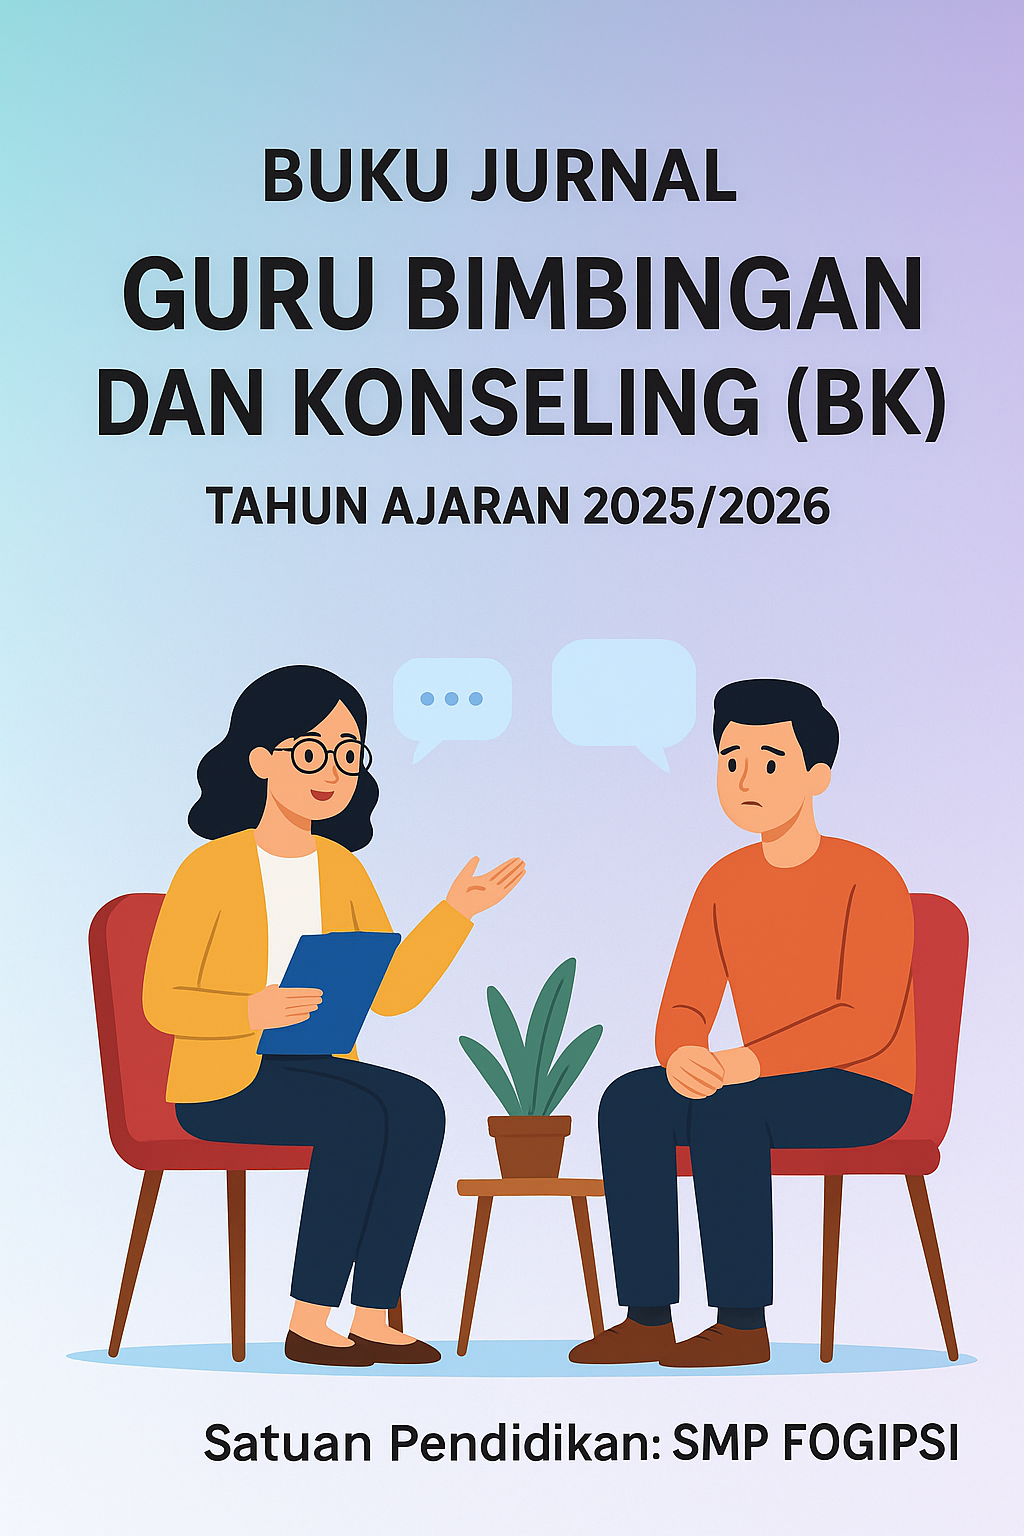 BUKU JURNAL
GURU BIMBINGAN
DAN KONSELING (BK)
TAHUN AJARAN 2025/2026
Satuan Pendidikan: SMP FOGIPSI